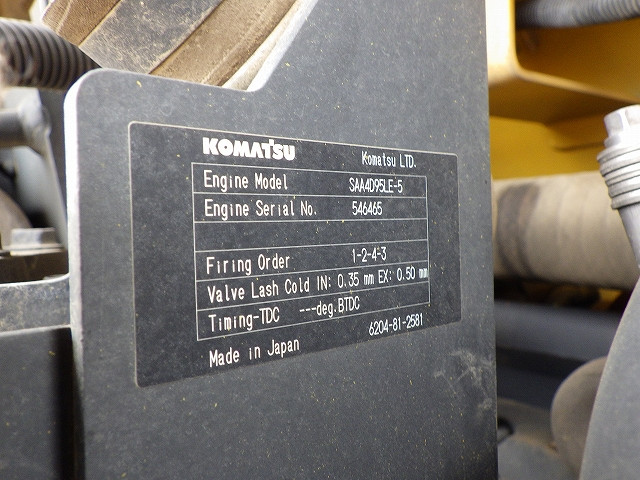 KOMATSU
Komatsu LTD.
Engine Model SAA4D95LE-5
Engine Serial No. 546465
Firing Order 1-2-4-3
Valve Lash Cold IN: 0.35 mm EX: 0.50 mm
Timing-TDC ---deg.BTDC
6204-81-2581
Made in Japan